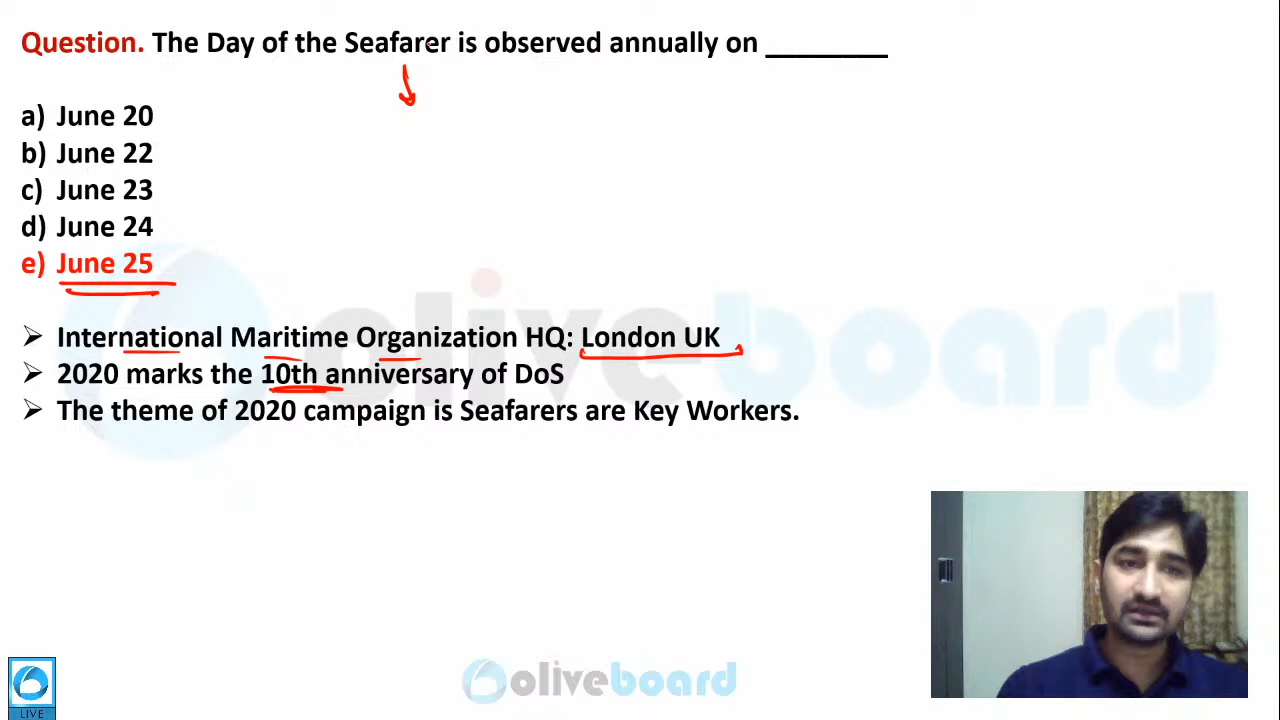 Question. The Day of the Seafarer is observed annually on ________
a) June 20
b) June 22
c) June 23
d) June 24
e) June 25
➢ International Maritime Organization HQ: London UK
➢ 2020 marks the 10th anniversary of DoS
➢ The theme of 2020 campaign is Seafarers are Key Workers.
oliveboard
oliveboard
LIVE